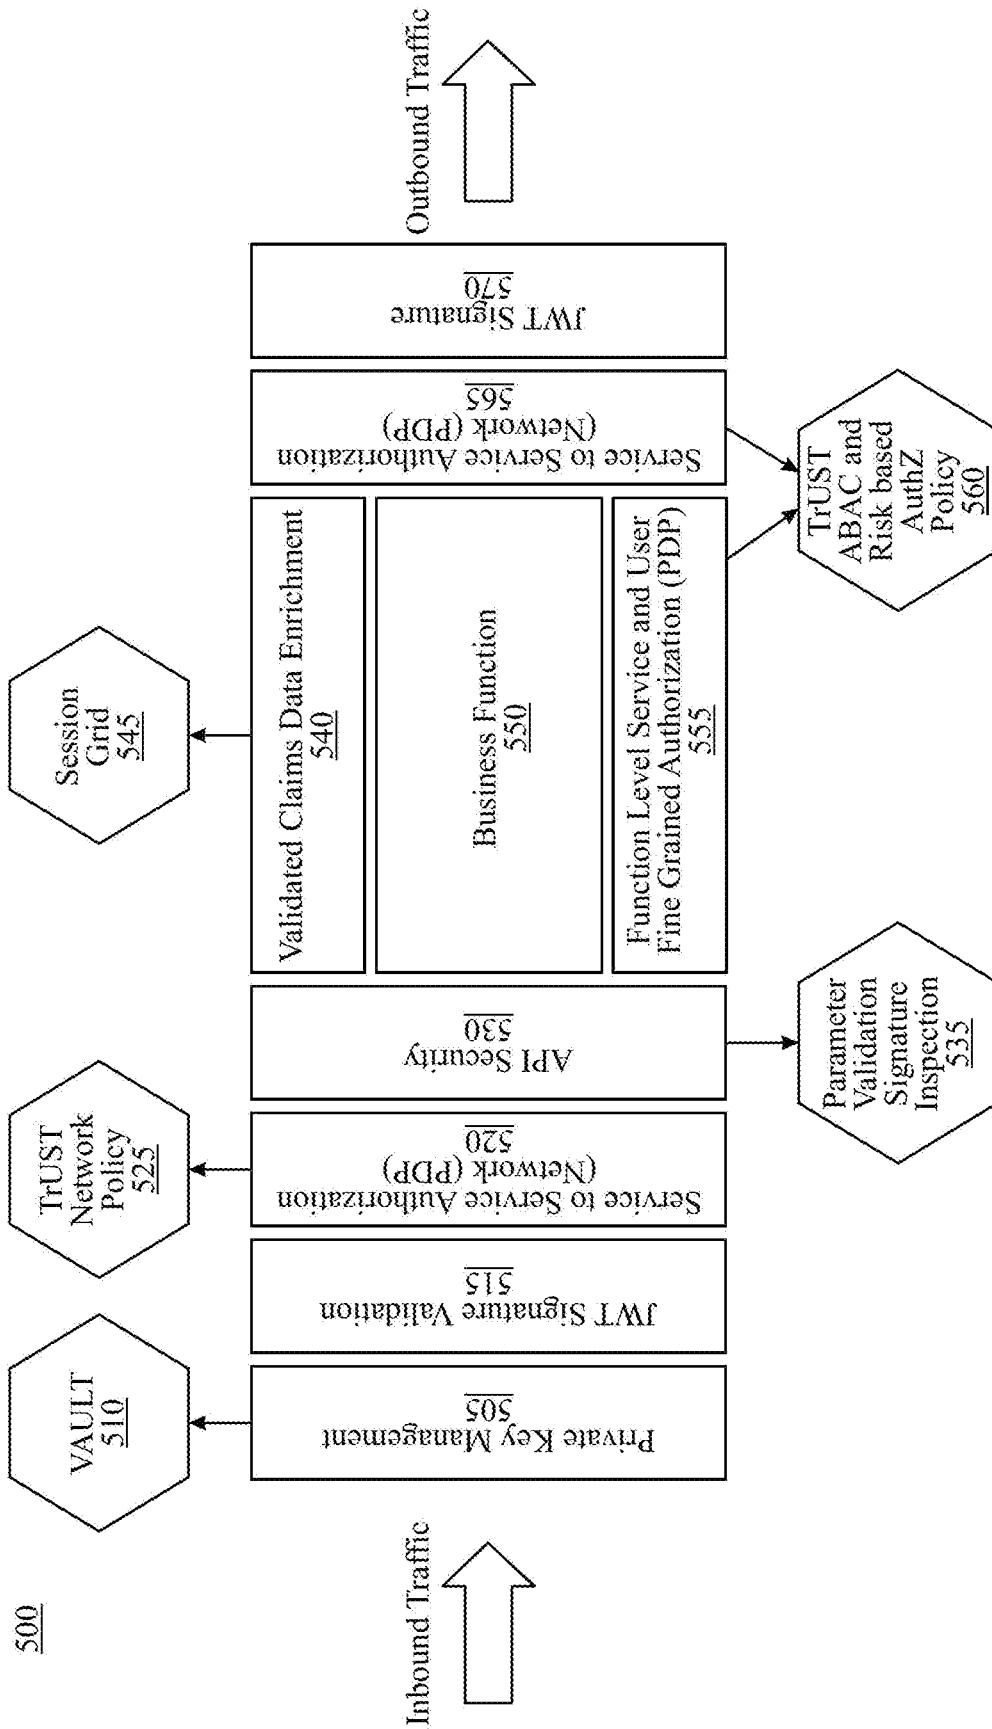 500
Inbound Traffic
VAULT
510
Private Key Management
505
JWT Signature Validation
515
TrUST
Network
Policy
525
Service to Service Authorization
(Network (PDP)
520
API Security
530
Parameter
Validation
Signature
Inspection
535
Session
Grid
545
Validated Claims Data Enrichment
540
Business Function
550
Function Level Service and User
Fine Grained Authorization (PDP)
555
TrUST
ABAC and
Risk based
AuthZ
Policy
560
Service to Service Authorization
(Network (PDP)
565
JWT Signature
570
Outbound Traffic